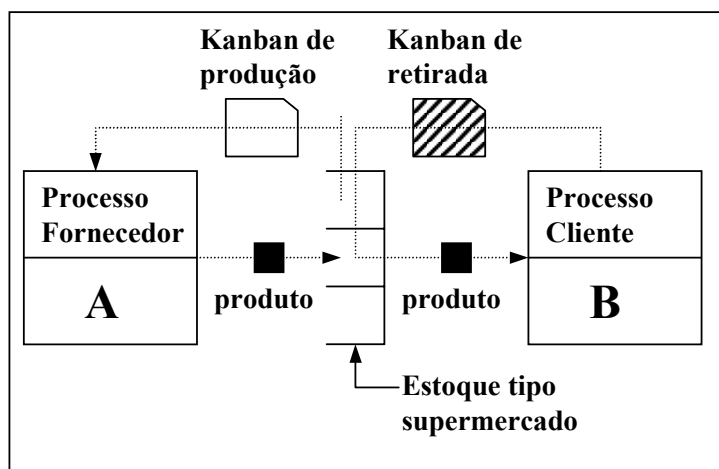 Kanban de
produção
Kanban de
retirada
Processo
Fornecedor
A
produto
produto
Processo
Cliente
B
Estoque tipo
supermercado